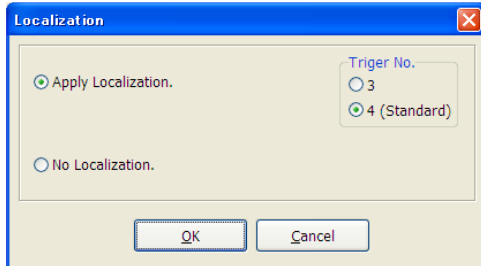 Localization
Apply Localization.
Triger No.
3
4 (Standard)
No Localization.
OK
Cancel